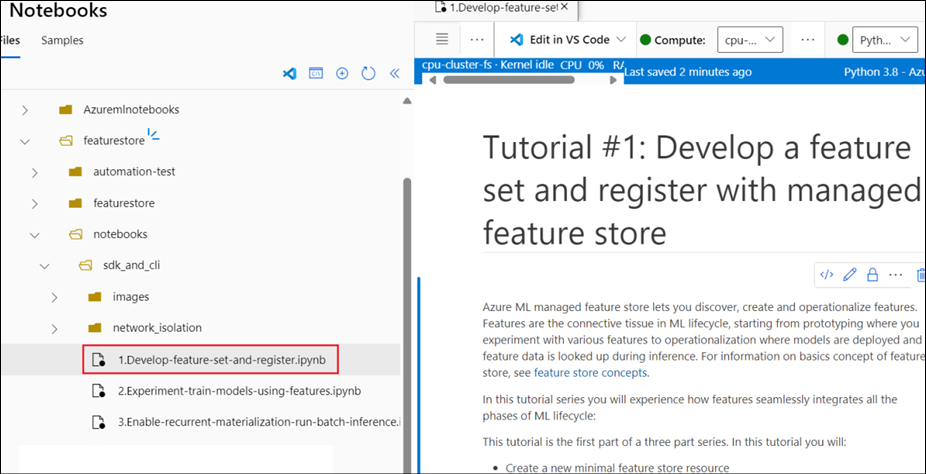 Notebooks
Files
Samples
AzuremInotebooks
featurestore
automation-test
featurestore
notebooks
sdk_and_cli
images
network_isolation
1.Develop-feature-set-and-register.ipynb
2.Experiment-train-models-using-features.ipynb
3.Enable-recurrent-materialization-run-batch-inference.i
1.Develop-feature-set
Edit in VS Code
Compute:
cpu-...
Pyth...
cpu-cluster-fs · Kernel idle CPU 0% RA
Last saved 2 minutes ago
Python 3.8 - Azu
Tutorial #1: Develop a feature
set and register with managed
feature store
Azure ML managed feature store lets you discover, create and operationalize features.
Features are the connective tissue in ML lifecycle, starting from prototyping where you
experiment with various features to operationalization where models are deployed and
feature data is looked up during inference. For information on basics concept of feature
store, see feature store concepts.
In this tutorial series you will experience how features seamlessly integrates all the
phases of ML lifecycle:
This tutorial is the first part of a three part series. In this tutorial you will:
• Create a new minimal feature store resource